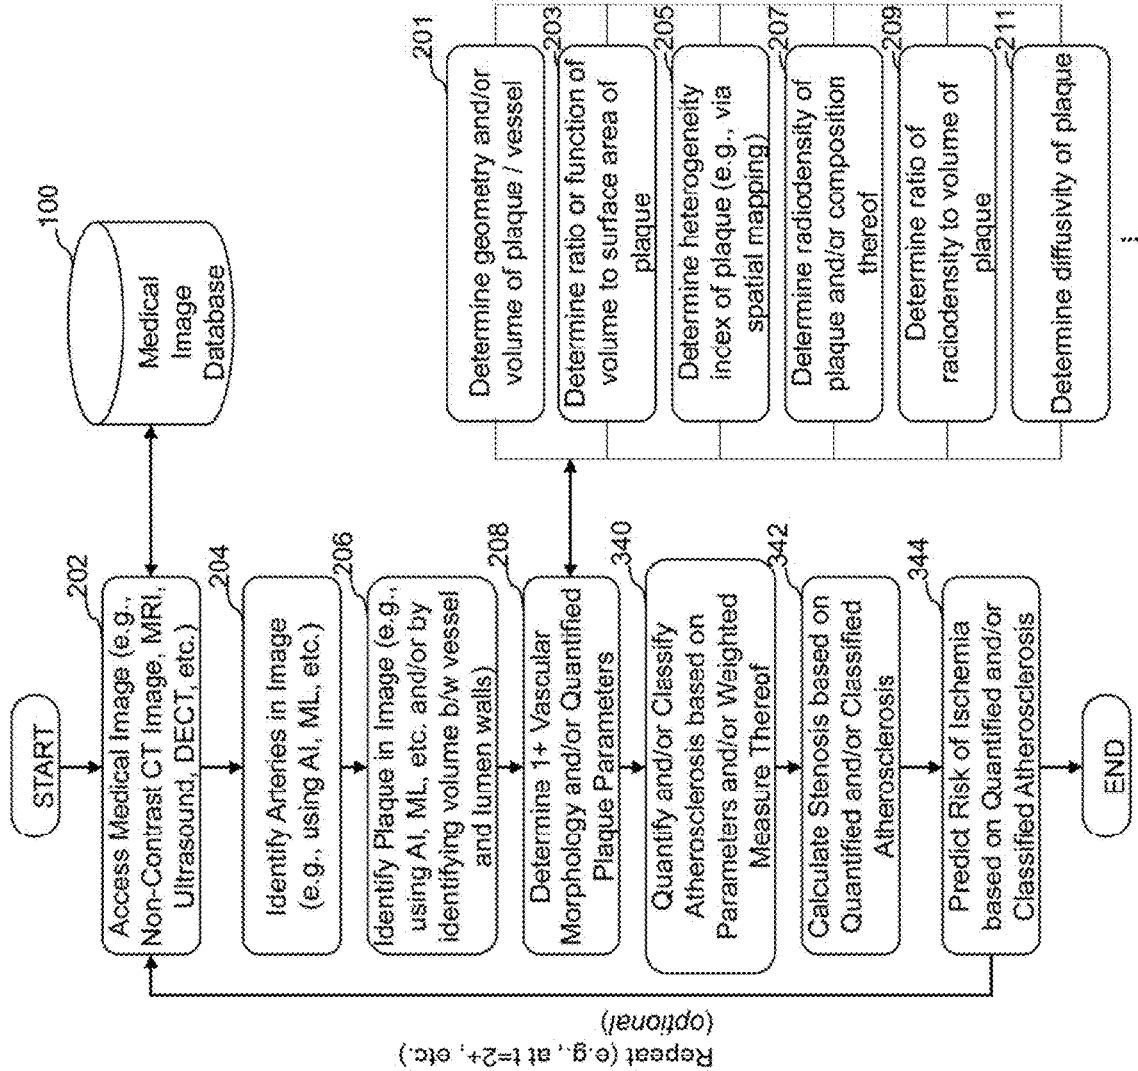 START
202
Access Medical Image (e.g.,
Non-Contrast CT Image, MRI,
Ultrasound, DECT, etc.)
100
Medical
Image
Database
204
Identify Arteries in Image
(e.g., using AI, ML, etc.)
206
Identify Plaque in Image (e.g.,
using AI, ML, etc. and/or by
identifying volume b/w vessel
and lumen walls)
208
Determine 1+ Vascular
Morphology and/or Quantified
Plaque Parameters
340
Quantify and/or Classify
Atherosclerosis based on
Parameters and/or Weighted
Measure Thereof
342
Calculate Stenosis based on
Quantified and/or Classified
Atherosclerosis
344
Predict Risk of Ischemia
based on Quantified and/or
Classified Atherosclerosis
END
Repeat (e.g., at t=2+, etc.)
(optional)
201
Determine geometry and/or
volume of plaque / vessel
203
Determine ratio or function of
volume to surface area of
plaque
205
Determine heterogeneity
index of plaque (e.g., via
spatial mapping)
207
Determine radiodensity of
plaque and/or composition
thereof
209
Determine ratio of
raciodensity to volume of
plaque
211
Determine diffusivity of plaque
...